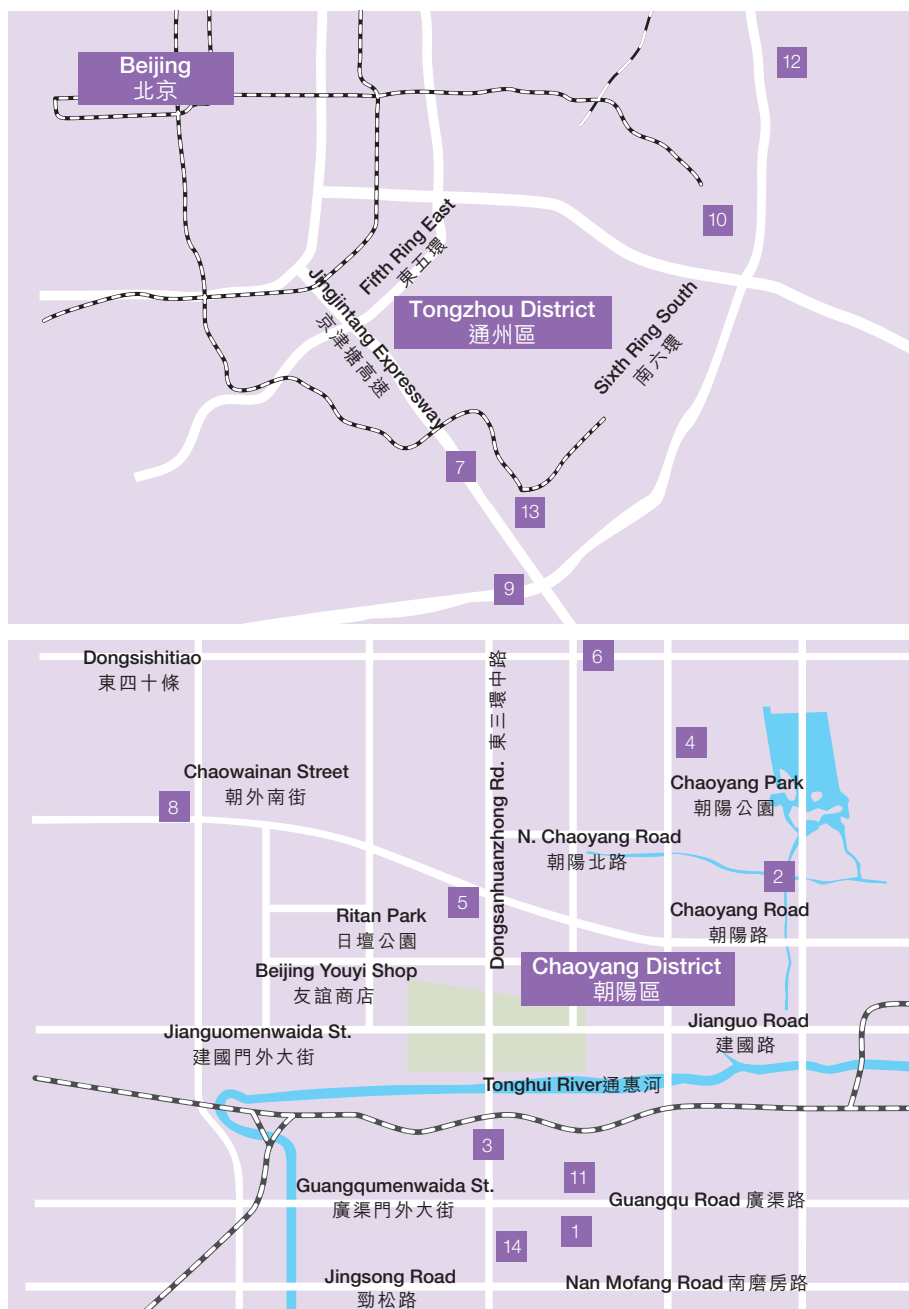 Beijing
北京
12
10
Fifth Ring East
東五環
Jingjintang Expressway
京津塘高速
Tongzhou District
通州區
Sixth Ring South
南六環
7
13
9
Dongsishitiao
東四十條
Dongsanhuanzhong Rd. 東三環中路
6
4
Chaowainan Street
朝外南街
8
Chaoyang Park
朝陽公園
N. Chaoyang Road
朝陽北路
2
5
Ritan Park
日壇公園
Chaoyang Road
朝陽路
Beijing Youyi Shop
友誼商店
Chaoyang District
朝陽區
Jianguomenwaida St.
建國門外大街
Jianguo Road
建國路
Tonghui River通惠河
3
11
Guangqumenwaida St.
廣渠門外大街
Guangqu Road 廣渠路
1
14
Jingsong Road
勁松路
Nan Mofang Road 南磨房路